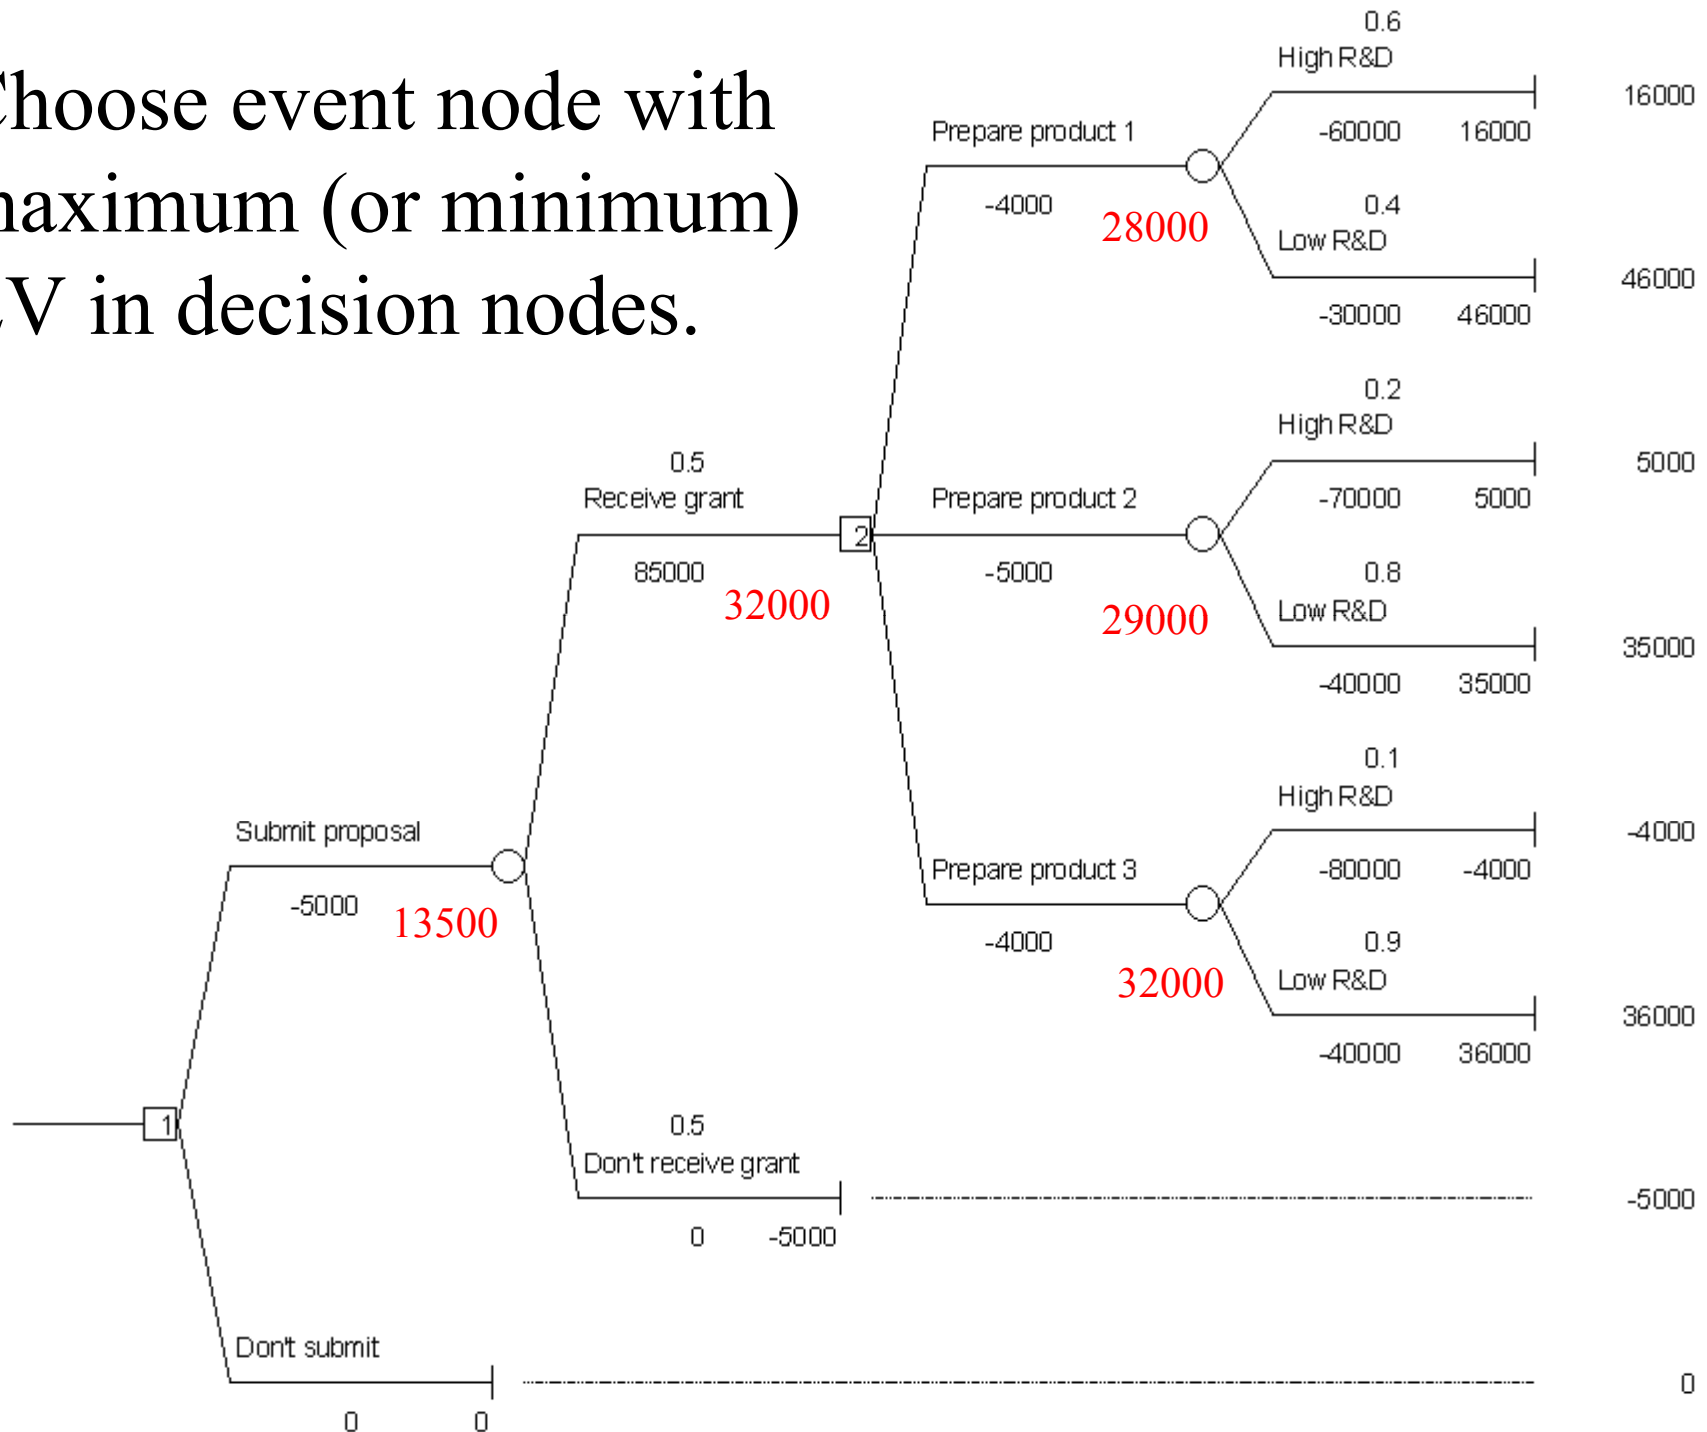 hoose event node with
aximum (or minimum)
V in decision nodes.
0.6
High R&D
16000
-60000 16000
Prepare product 1
-4000 28000
0.4
Low R&D
46000
-30000 46000
0.2
High R&D
5000
-70000 5000
0.5
Receive grant
85000 32000
2
Prepare product 2
-5000 29000
0.8
Low R&D
35000
-40000 35000
0.1
High R&D
-4000
-80000 -4000
Submit proposal
-5000 13500
Prepare product 3
-4000 32000
0.9
Low R&D
36000
-40000 36000
1
0.5
Don't receive grant
-5000
0 -5000
Don't submit
0
0 0